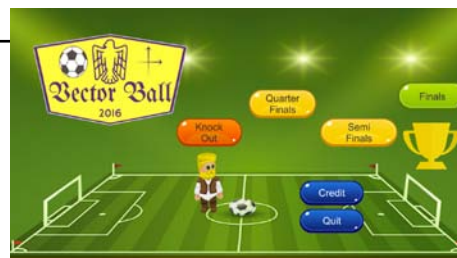 Vector Ball
2016
Knock
Out
Quarter
Finals
Semi
Finals
Finals
Credit
Quit